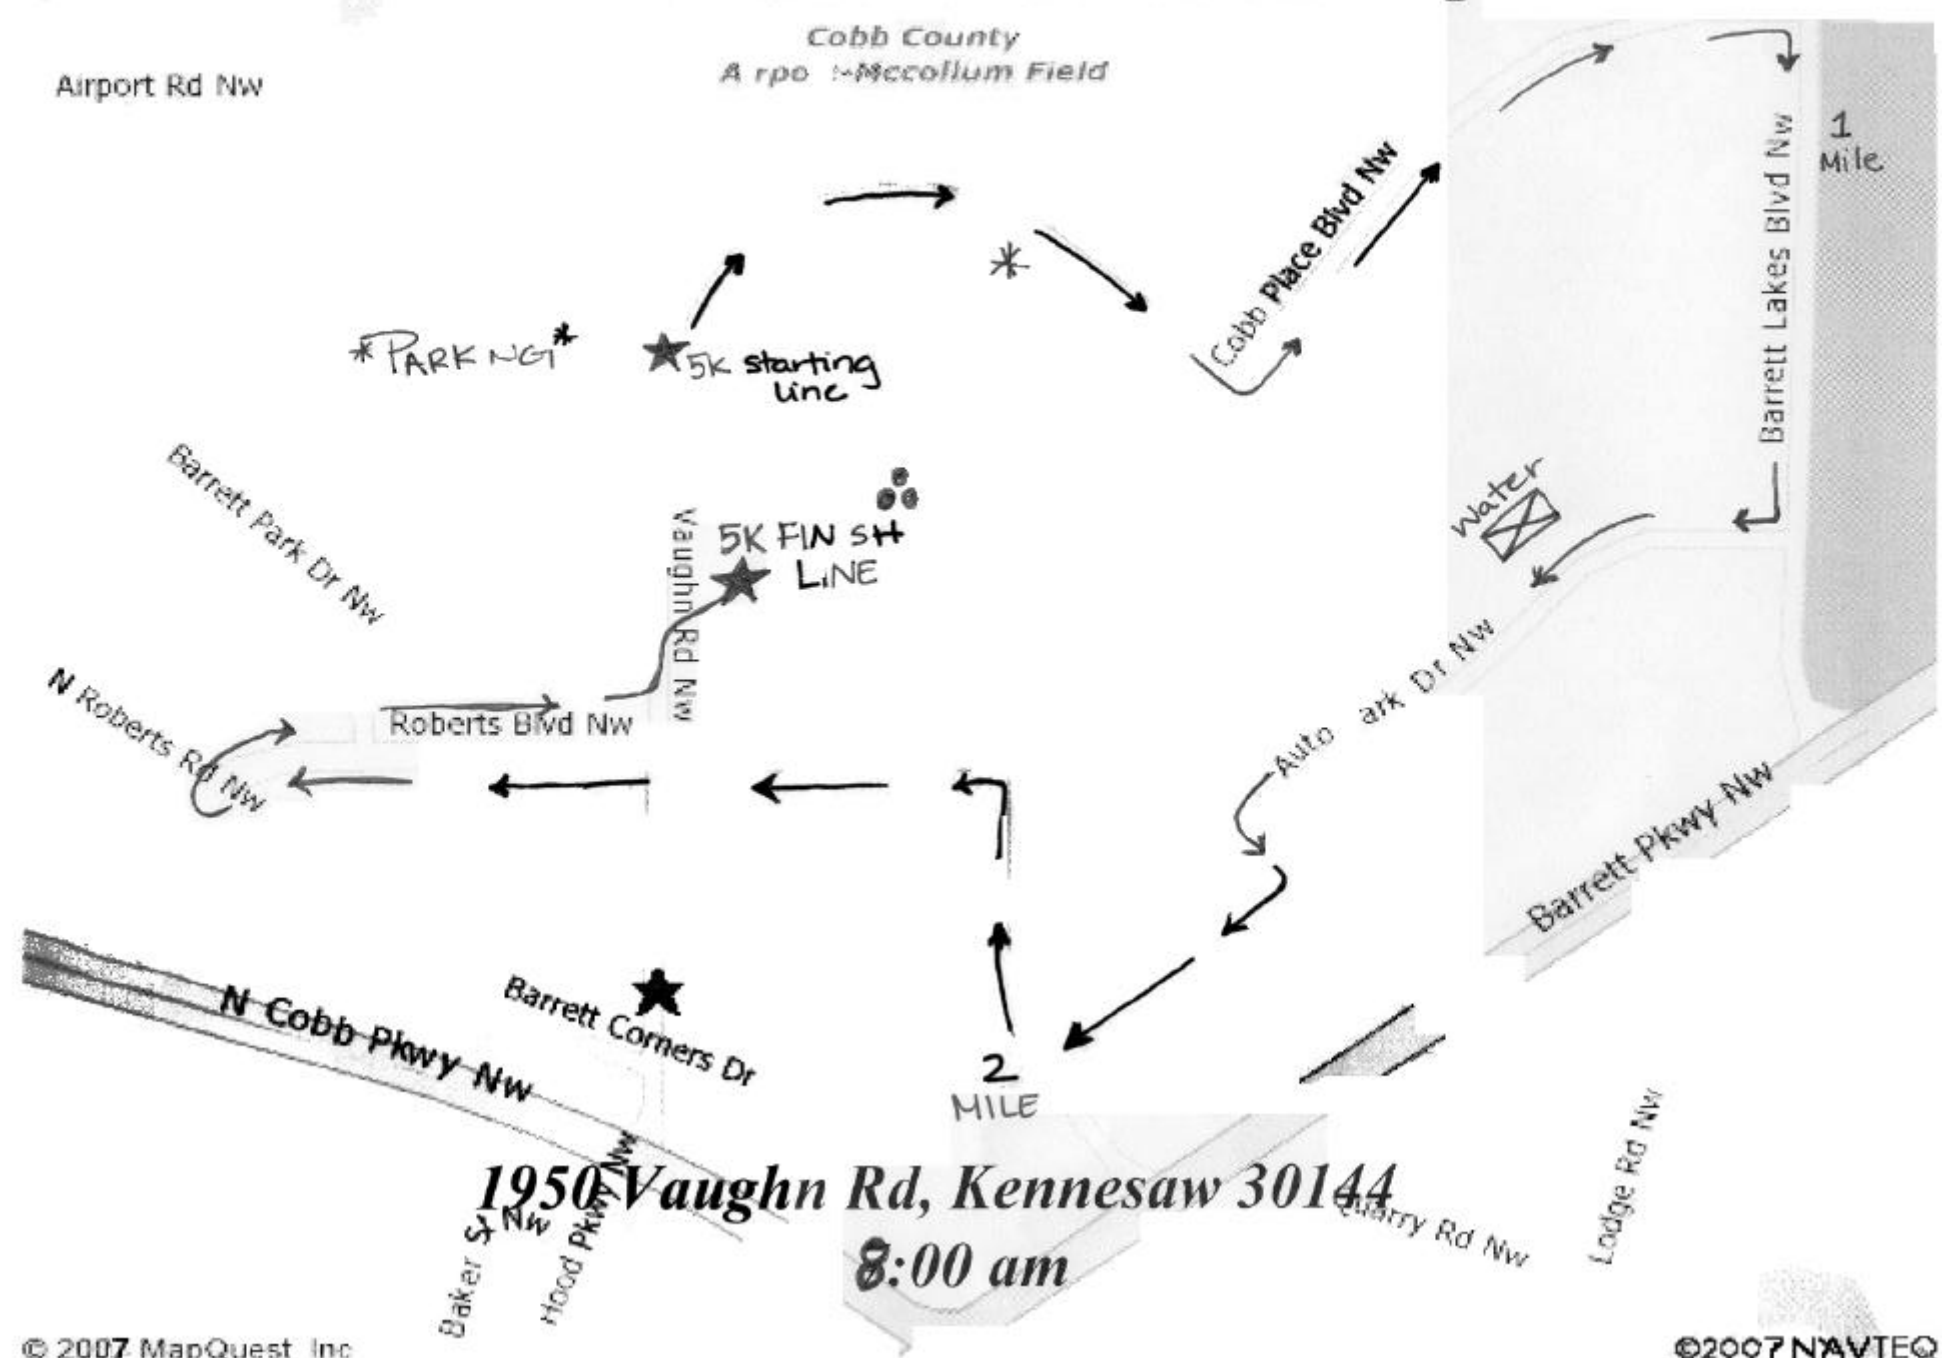 Cobb County
A rpo Mccollum Field
Airport Rd Nw
1
Mile
Barrett Lakes Blvd Nw
Cobb Place Blvd Nw
*
*PARK NG*
5K starting
line
Water
Barrett Park Dr Nw
Vaughn Rd Nw
5K FIN SH
LINE
N Roberts Rd Nw
Roberts Blvd Nw
Auto ark Dr Nw
Barrett Pkwy Nw
N Cobb Pkwy Nw
Barrett Corners Dr
2
MILE
1950 Vaughn Rd, Kennesaw 30144
8:00 am
Baker St Nw
Hood Pkwy Nw
Quarry Rd Nw
Lodge Rd Nw
© 2007 MapQuest Inc
©2007 NAVTEQ